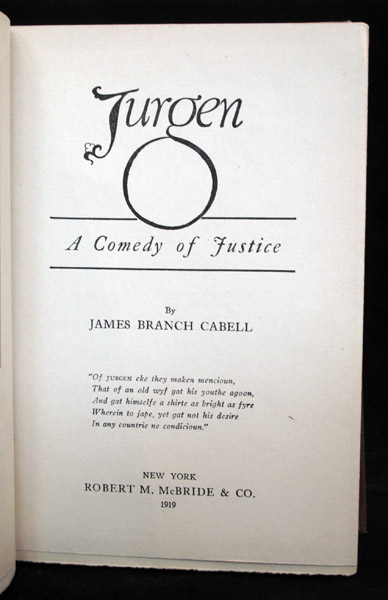 Jurgen
A Comedy of Justice
By
JAMES BRANCH CABELL
"Of JURGEN eke they maken mencioun,
That of an old wyf gat his youthe agoon,
And gat himselfe a shirte as bright as fyre
Wherein to jape, yet gat not his desire
In any countrie ne condicioun."
NEW YORK
ROBERT M. McBRIDE & CO.
1919